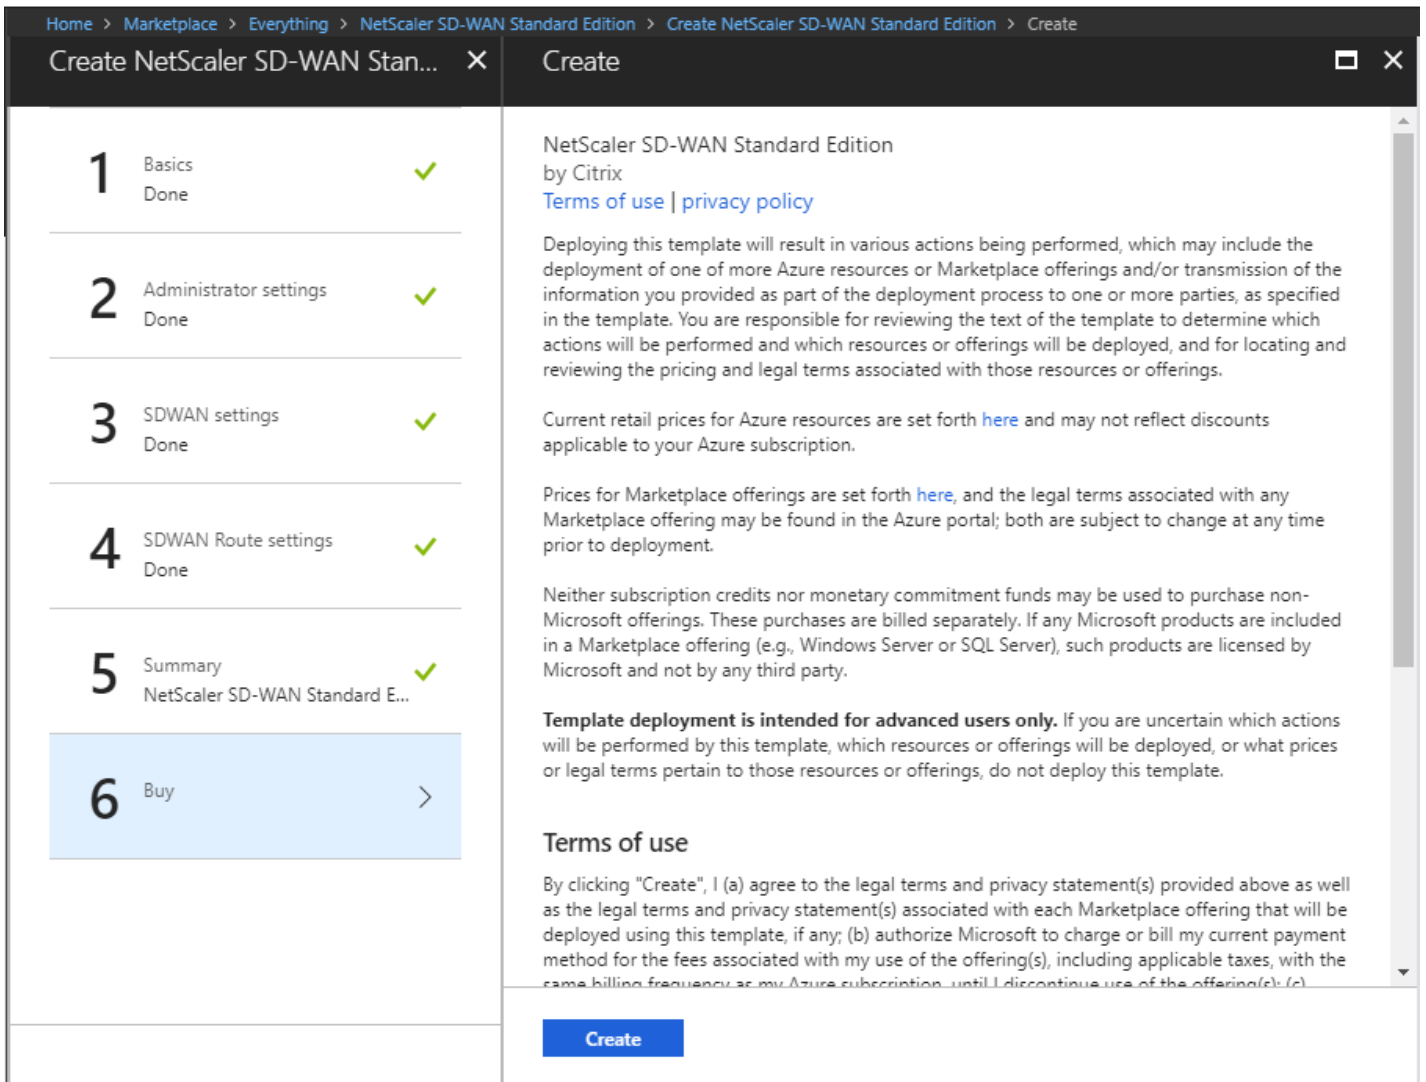 Home > Marketplace > Everything > NetScaler SD-WAN Standard Edition > Create NetScaler SD-WAN Standard Edition > Create
Create NetScaler SD-WAN Stan...
1
Basics
Done
2
Administrator settings
Done
3
SDWAN settings
Done
4
SDWAN Route settings
Done
5
Summary
NetScaler SD-WAN Standard E...
6
Buy
Create
NetScaler SD-WAN Standard Edition
by Citrix
Terms of use | privacy policy
Deploying this template will result in various actions being performed, which may include the
deployment of one of more Azure resources or Marketplace offerings and/or transmission of the
information you provided as part of the deployment process to one or more parties, as specified
in the template. You are responsible for reviewing the text of the template to determine which
actions will be performed and which resources or offerings will be deployed, and for locating and
reviewing the pricing and legal terms associated with those resources or offerings.
Current retail prices for Azure resources are set forth here and may not reflect discounts
applicable to your Azure subscription.
Prices for Marketplace offerings are set forth here, and the legal terms associated with any
Marketplace offering may be found in the Azure portal; both are subject to change at any time
prior to deployment.
Neither subscription credits nor monetary commitment funds may be used to purchase non-
Microsoft offerings. These purchases are billed separately. If any Microsoft products are included
in a Marketplace offering (e.g., Windows Server or SQL Server), such products are licensed by
Microsoft and not by any third party.
Template deployment is intended for advanced users only. If you are uncertain which actions
will be performed by this template, which resources or offerings will be deployed, or what prices
or legal terms pertain to those resources or offerings, do not deploy this template.
Terms of use
By clicking "Create", I (a) agree to the legal terms and privacy statement(s) provided above as well
as the legal terms and privacy statement(s) associated with each Marketplace offering that will be
deployed using this template, if any; (b) authorize Microsoft to charge or bill my current payment
method for the fees associated with my use of the offering(s), including applicable taxes, with the
same billing frequency as my Azure subscription, until I discontinue use of the offering(s); (c)
Create